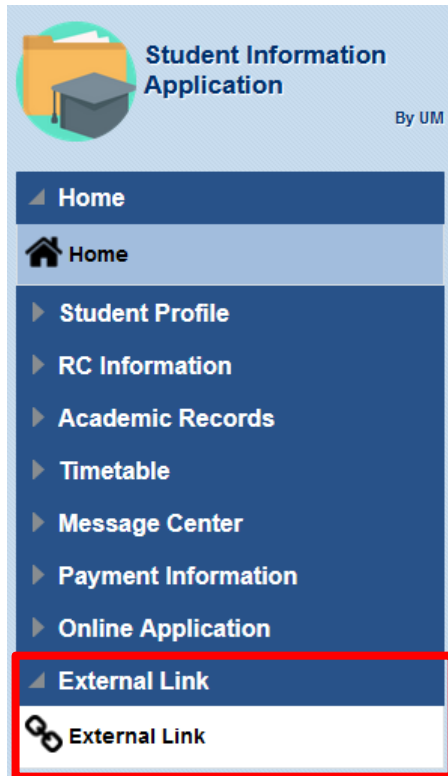 Student Information
Application
By UM
Home
Home
Student Profile
RC Information
Academic Records
Timetable
Message Center
Payment Information
Online Application
External Link
External Link